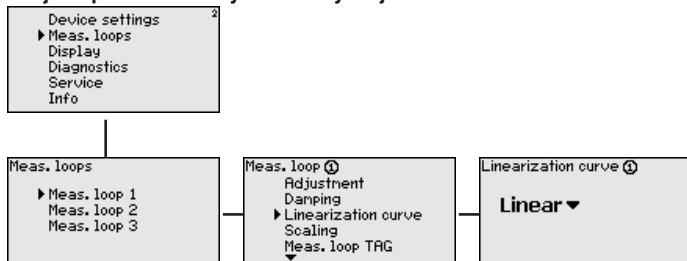 Device settings
2
Meas. loops
Display
Diagnostics
Service
Info
Meas. loops
Meas. loop 1
Meas. loop 2
Meas. loop 3
Meas. loop ①
Adjustment
Damping
Linearization curve
Scaling
Meas. loop TAG
Linearization curve ①
Linear